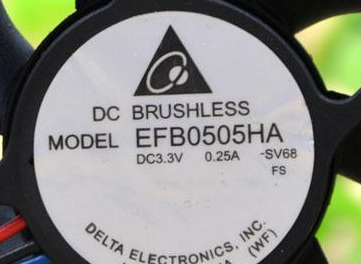 DC BRUSHLESS
MODEL EFB0505HA
DC3.3V 0.25A -SV68
FS
DELTA ELECTRONICS, INC.
(WF)